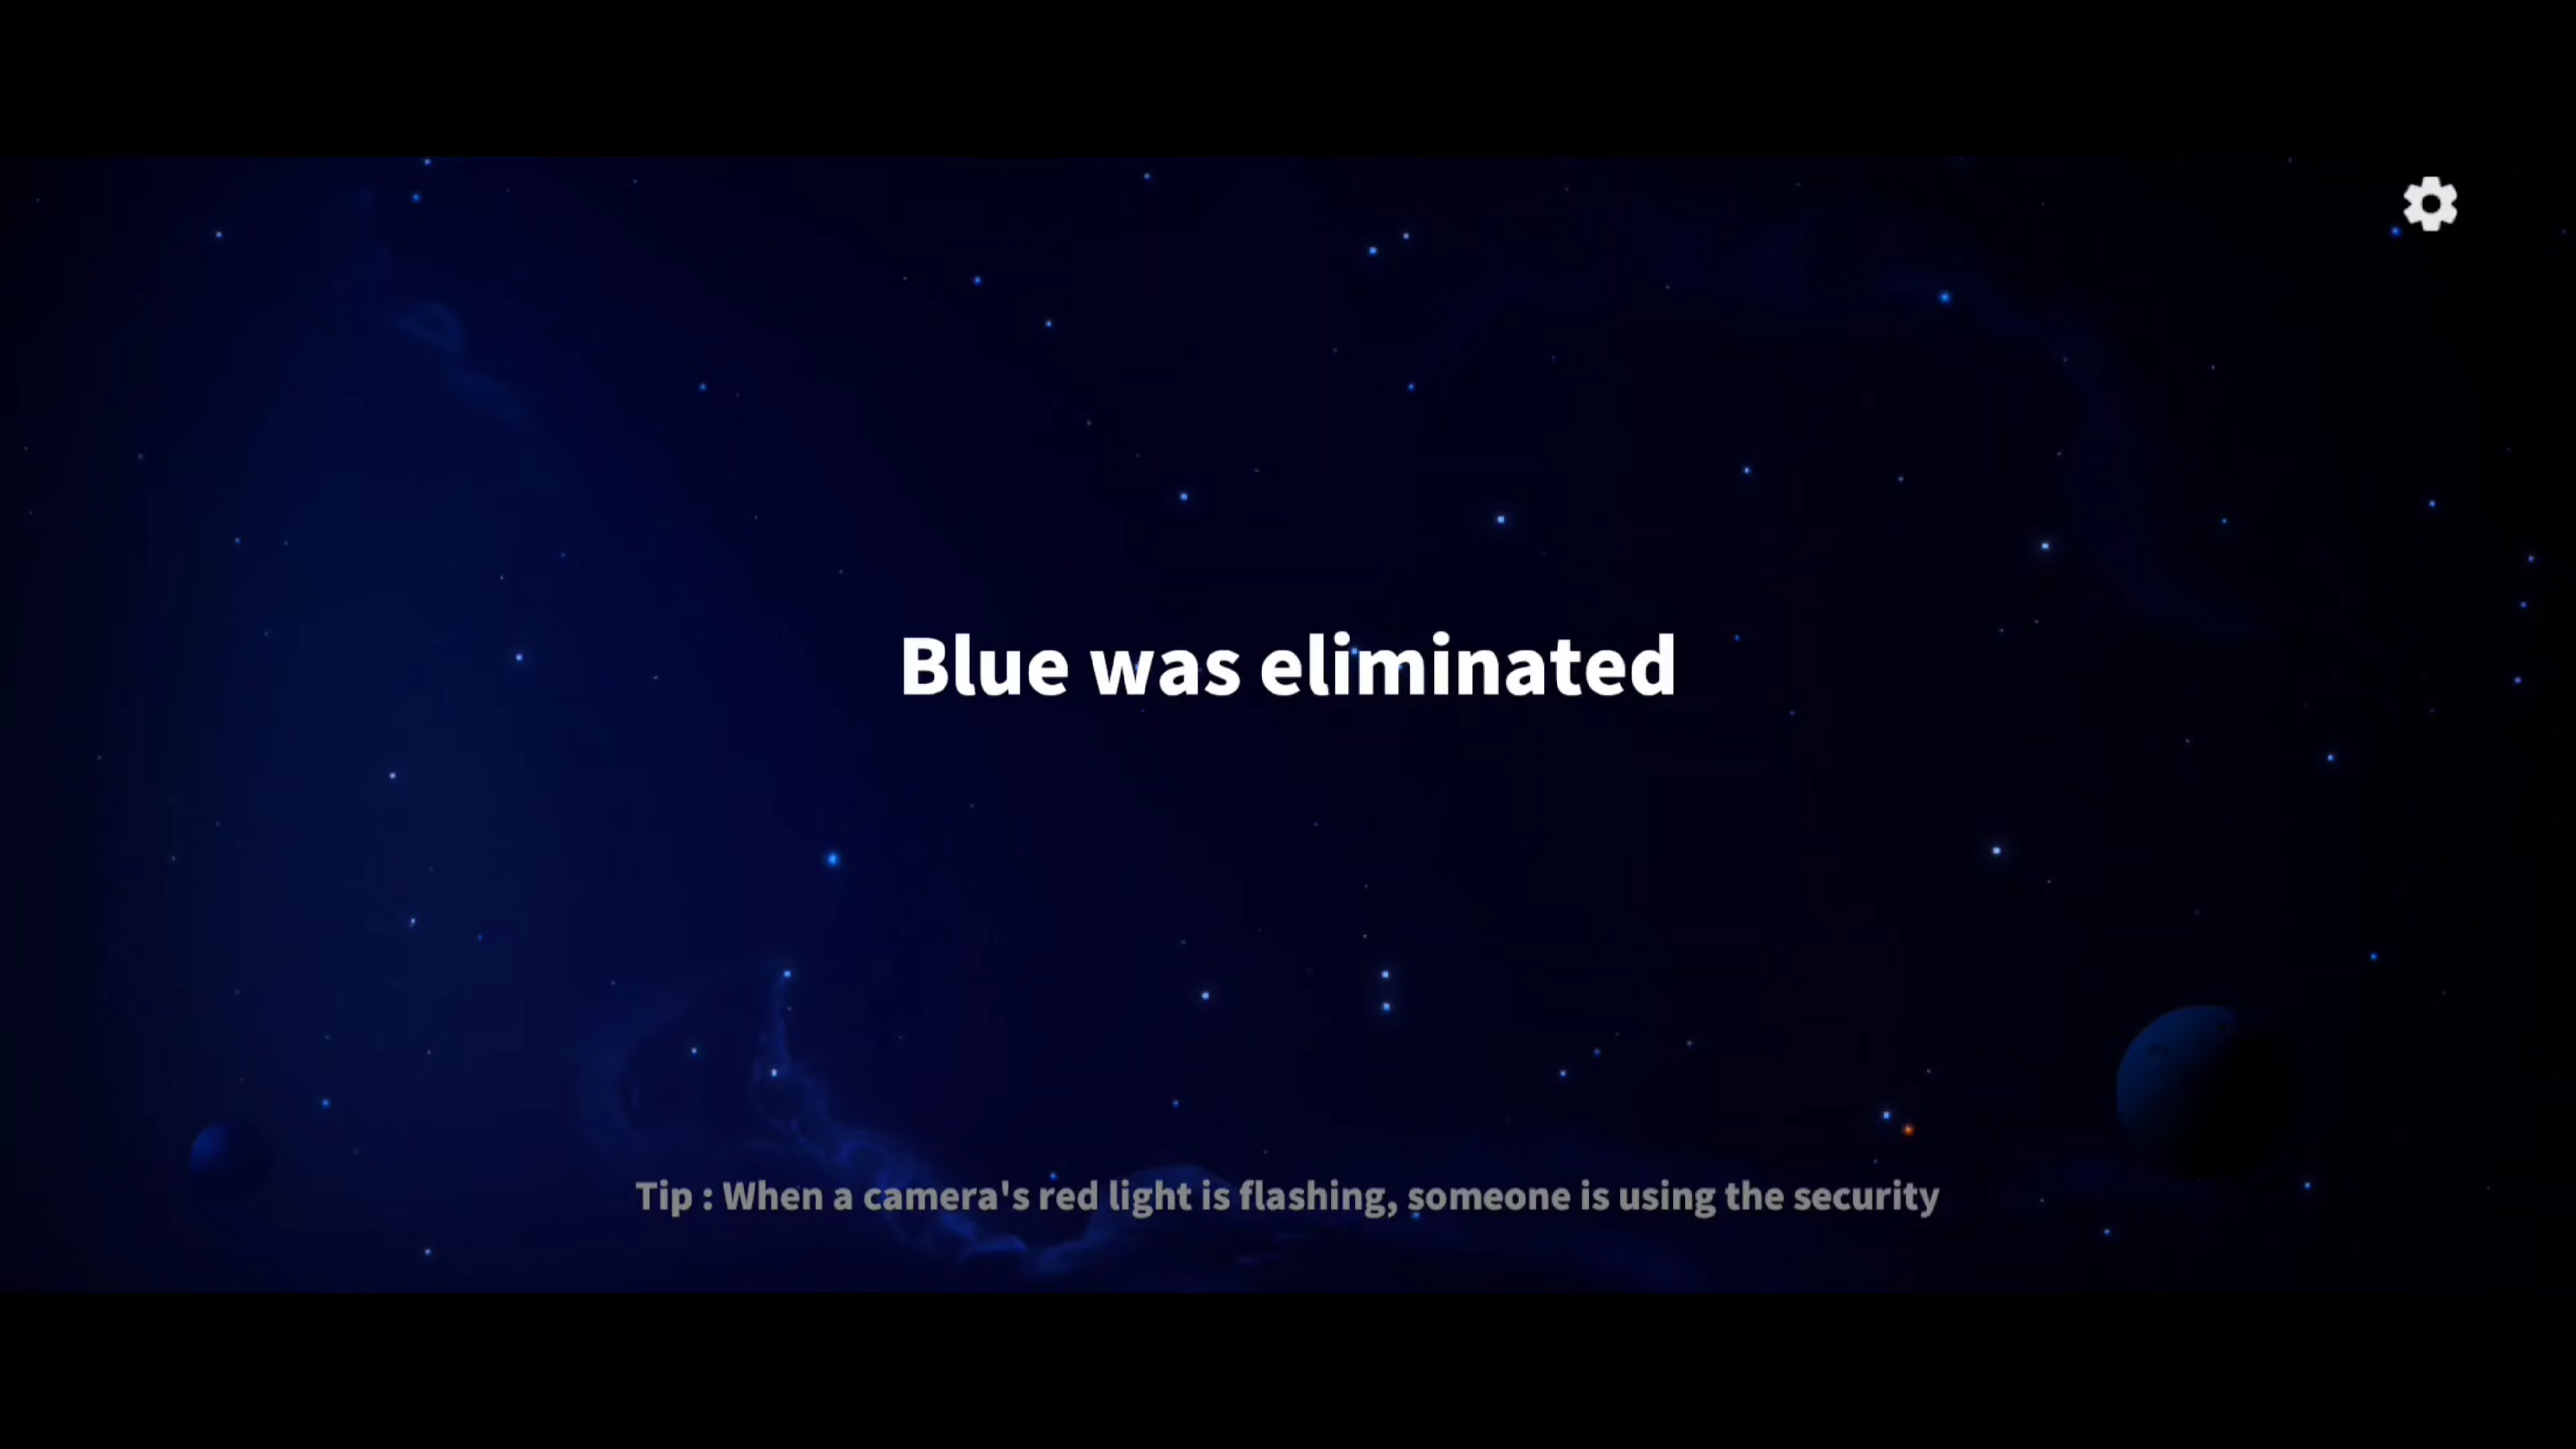 Blue was eliminated
Tip : When a camera's red light is flashing, someone is using the security